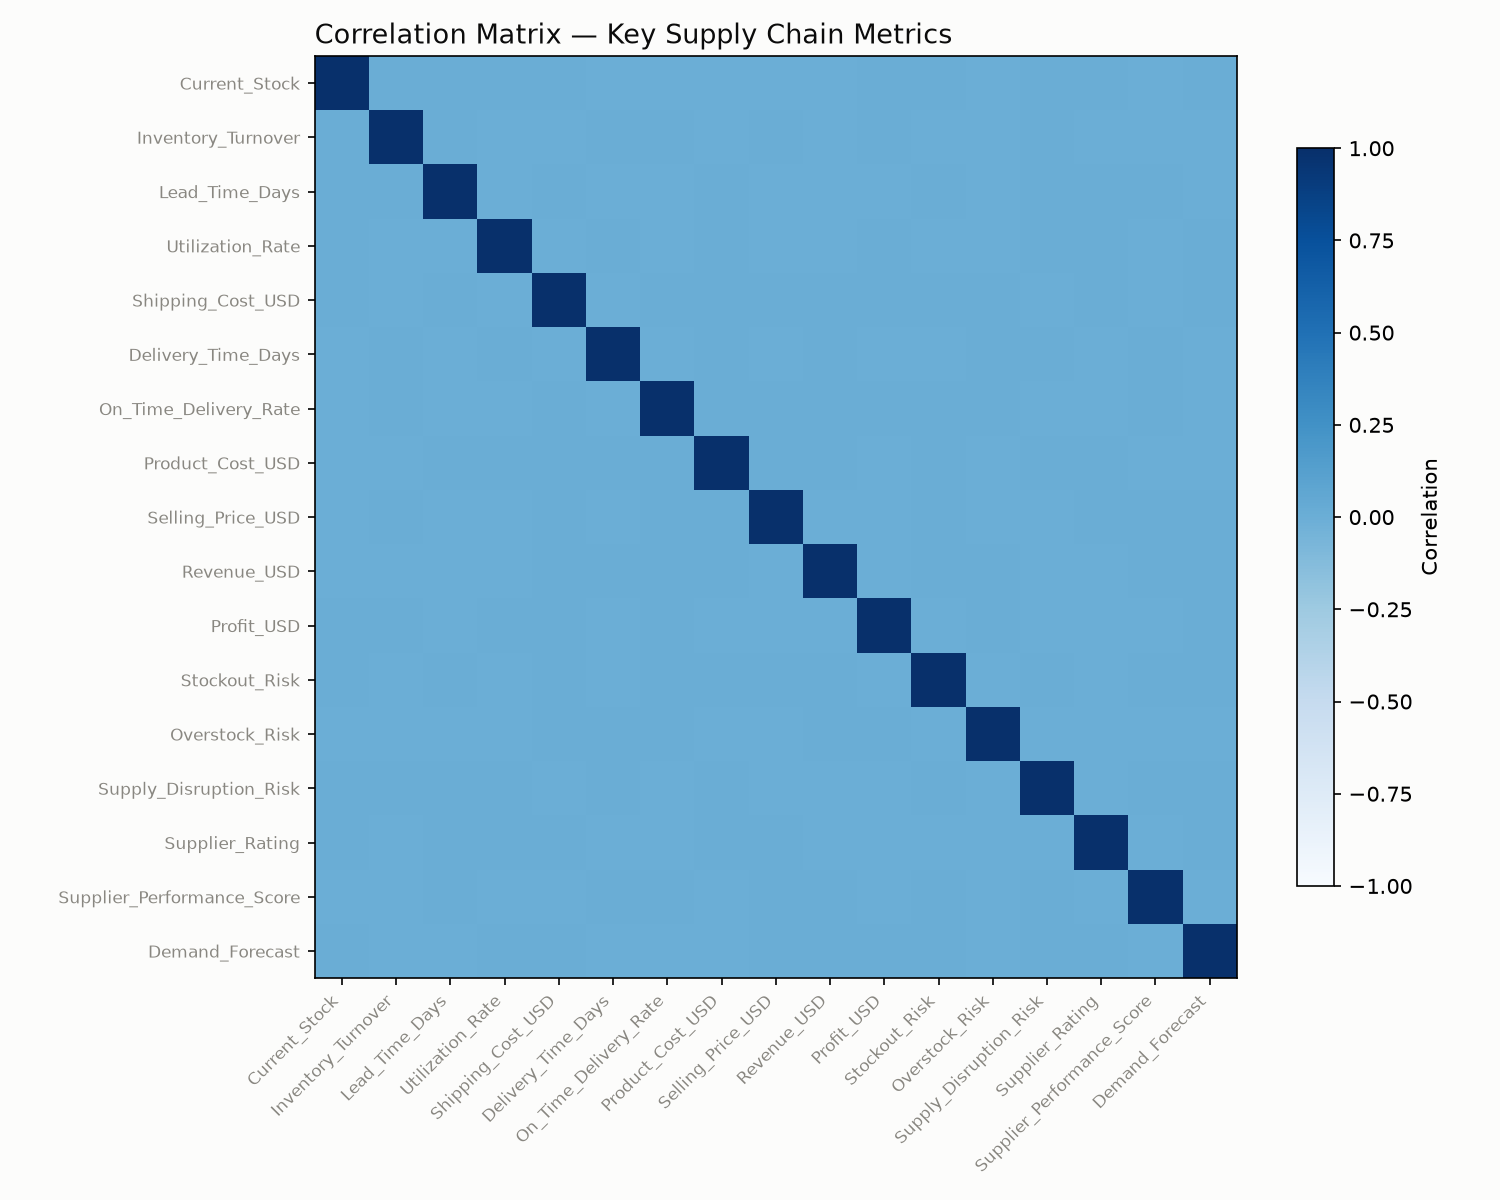 Correlation Matrix — Key Supply Chain Metrics
Current_Stock
Inventory_Turnover
Lead_Time_Days
Utilization_Rate
Shipping_Cost_USD
Delivery_Time_Days
On_Time_Delivery_Rate
Product_Cost_USD
Selling_Price_USD
Revenue_USD
Profit_USD
Stockout_Risk
Overstock_Risk
Supply_Disruption_Risk
Supplier_Rating
Supplier_Performance_Score
Demand_Forecast
Current_Stock
Inventory_Turnover
Lead_Time_Days
Utilization_Rate
Shipping_Cost_USD
Delivery_Time_Days
On_Time_Delivery_Rate
Product_Cost_USD
Selling_Price_USD
Revenue_USD
Profit_USD
Stockout_Risk
Overstock_Risk
Supply_Disruption_Risk
Supplier_Rating
Supplier_Performance_Score
Demand_Forecast
1.00
0.75
0.50
0.25
0.00
−0.25
−0.50
−0.75
−1.00
Correlation